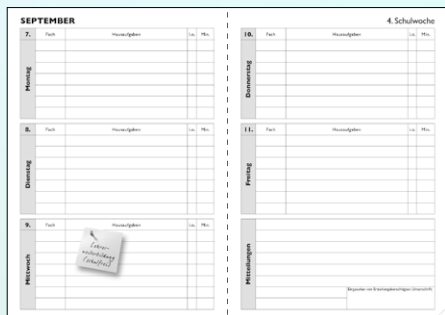 SEPTEMBER
4. Schulwoche
7.
Fach
Hausaufgaben
i.o.
Min.
Montag
8.
Fach
Hausaufgaben
i.o.
Min.
Dienstag
9.
Fach
Hausaufgaben
i.o.
Min.
Mittwoch
(schulfrei)
10.
Fach
Hausaufgaben
i.o.
Min.
Donnerstag
11.
Fach
Hausaufgaben
i.o.
Min.
Freitag
Mitteilungen